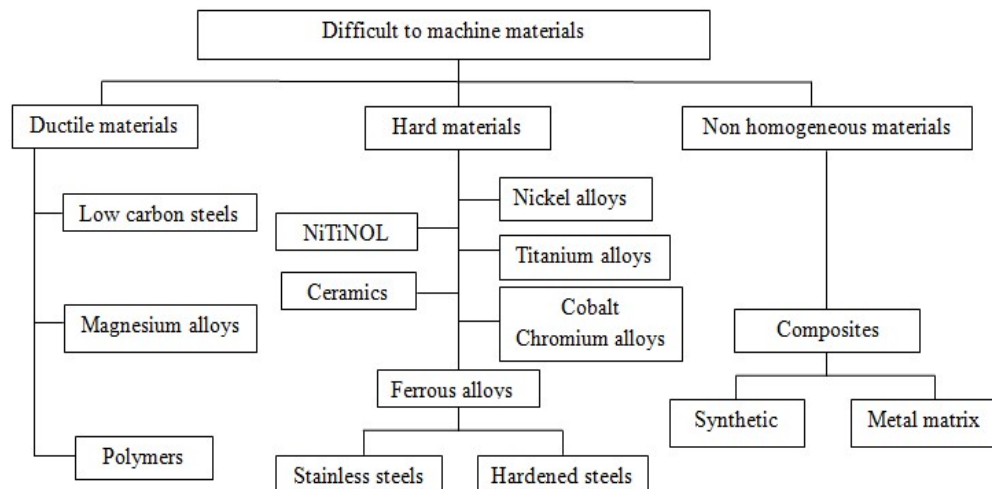 Difficult to machine materials
Ductile materials
Hard materials
Non homogeneous materials
Low carbon steels
Magnesium alloys
Polymers
Nickel alloys
NiTiNOL
Titanium alloys
Ceramics
Cobalt
Chromium alloys
Ferrous alloys
Stainless steels
Hardened steels
Composites
Synthetic
Metal matrix